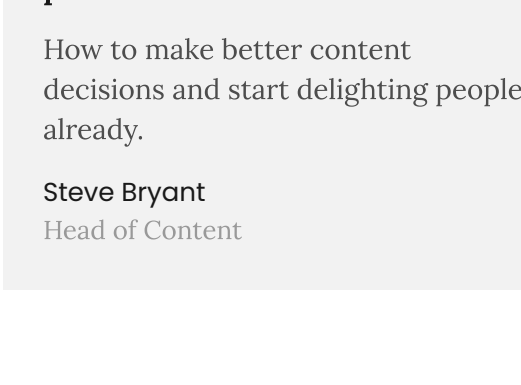 How to make better content
decisions and start delighting people
already.
Steve Bryant
Head of Content